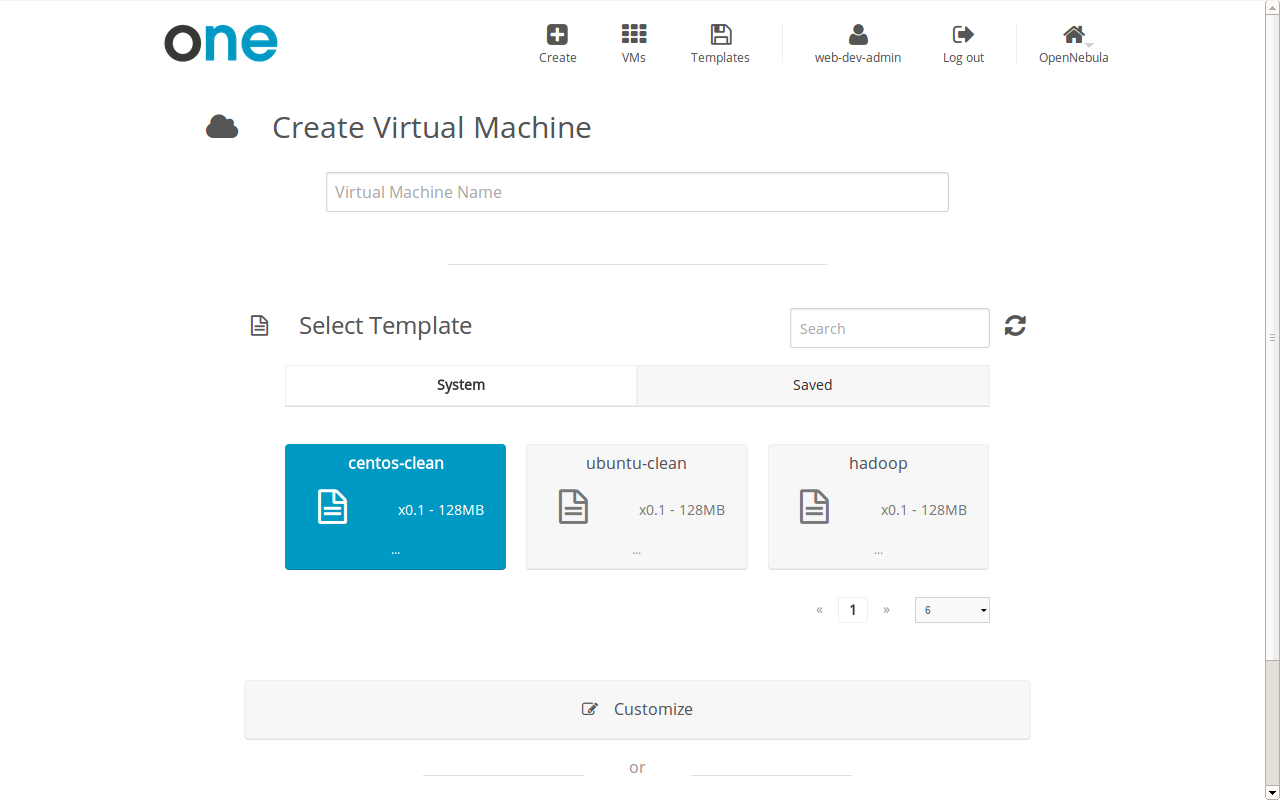 one
Create VMs Templates web-dev-admin Log out OpenNebula
Create Virtual Machine
Virtual Machine Name
Select Template
Search
System Saved
centos-clean ubuntu-clean hadoop
x0.1 - 128MB x0.1 - 128MB x0.1 - 128MB
... ... ...
« 1 » 6
Customize
or